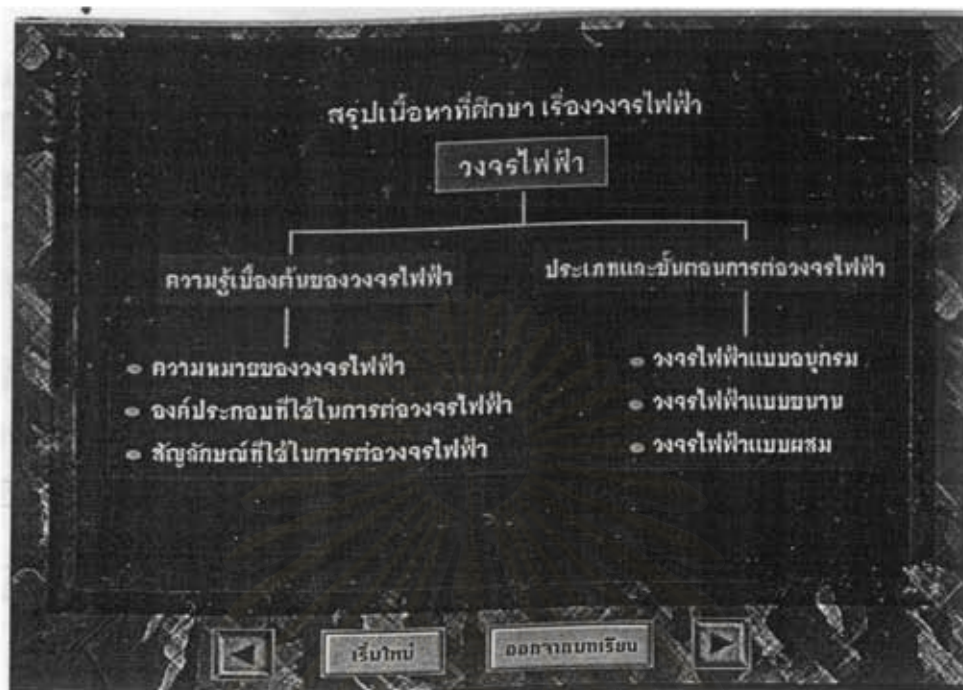 สรุปเนื้อหาที่ศึกษา เรื่องวงจรไฟฟ้า
วงจรไฟฟ้า
ความรู้เบื้องต้นของวงจรไฟฟ้า
ประเภทและขั้นตอนการต่อวงจรไฟฟ้า
ความหมายของวงจรไฟฟ้า
องค์ประกอบที่ใช้ในการต่อวงจรไฟฟ้า
สัญลักษณ์ที่ใช้ในการต่อวงจรไฟฟ้า
วงจรไฟฟ้าแบบอนุกรม
วงจรไฟฟ้าแบบขนาน
วงจรไฟฟ้าแบบผสม
เริ่มใหม่
ออกจากบทเรียน